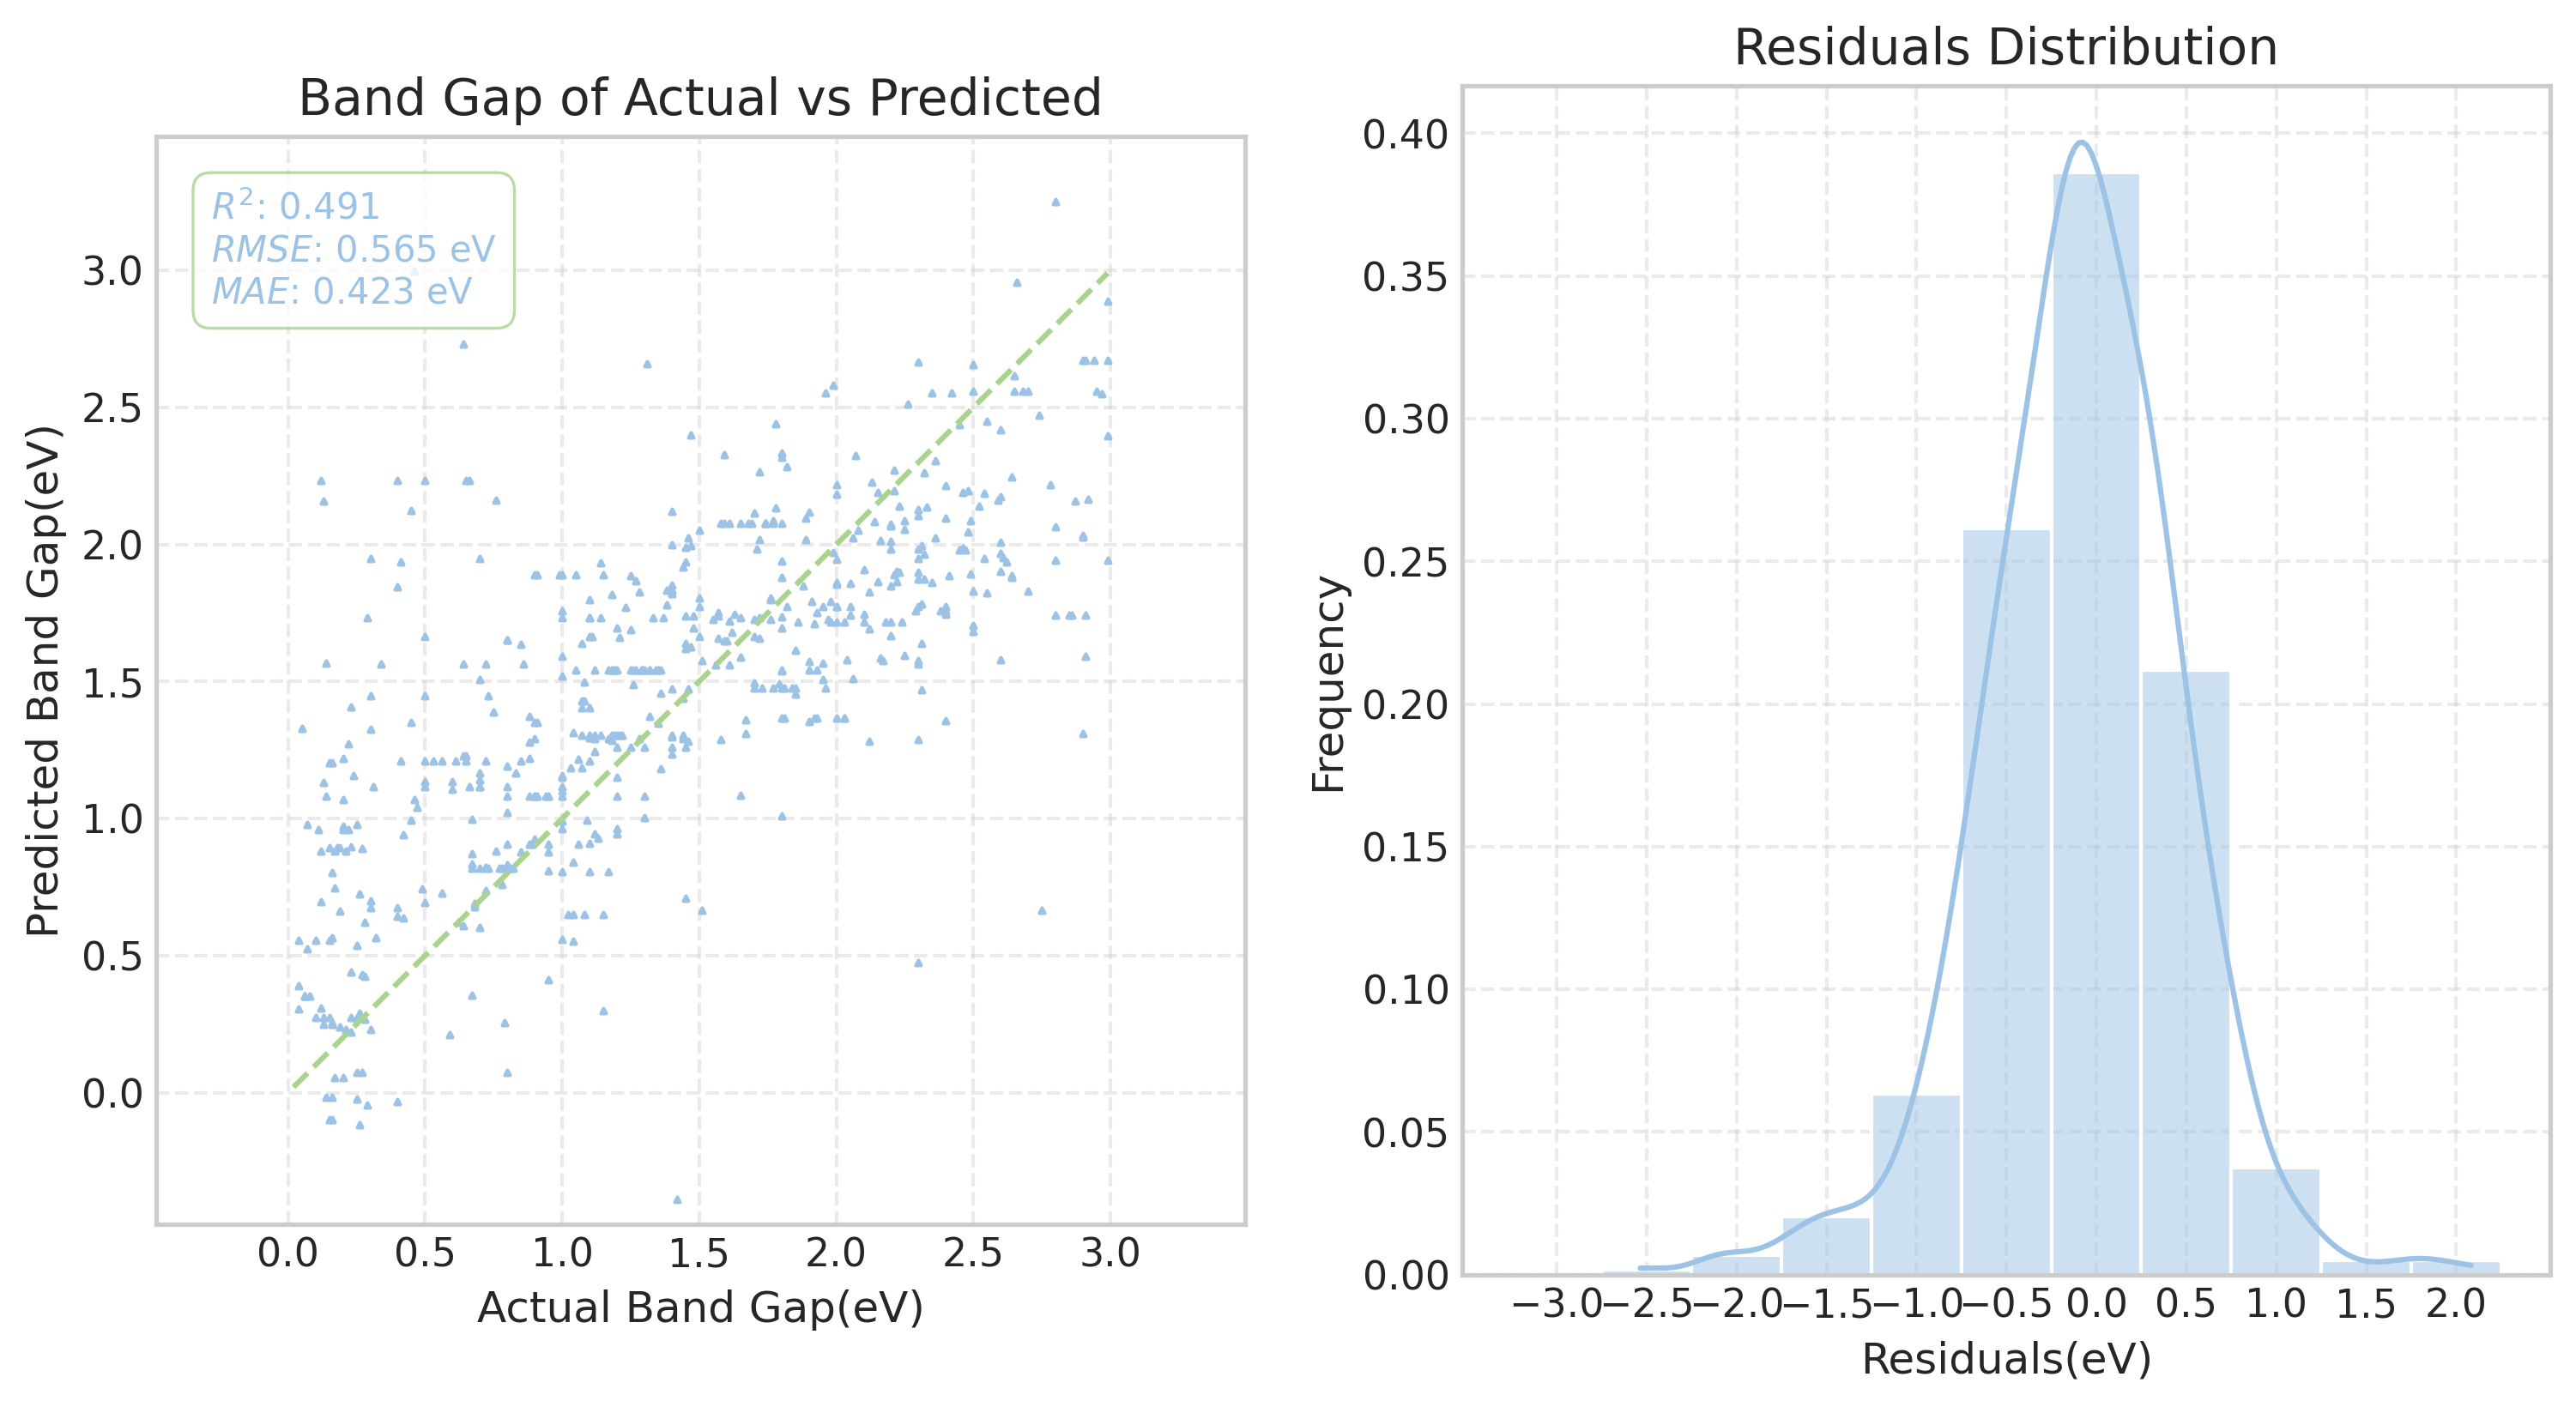 Band Gap of Actual vs Predicted
R²: 0.491
RMSE: 0.565 eV
MAE: 0.423 eV
Predicted Band Gap(eV)
3.0
2.5
2.0
1.5
1.0
0.5
0.0
0.0 0.5 1.0 1.5 2.0 2.5 3.0
Actual Band Gap(eV)
Residuals Distribution
Frequency
0.40
0.35
0.30
0.25
0.20
0.15
0.10
0.05
0.00
−3.0 −2.5 −2.0 −1.5 −1.0 −0.5 0.0 0.5 1.0 1.5 2.0
Residuals(eV)